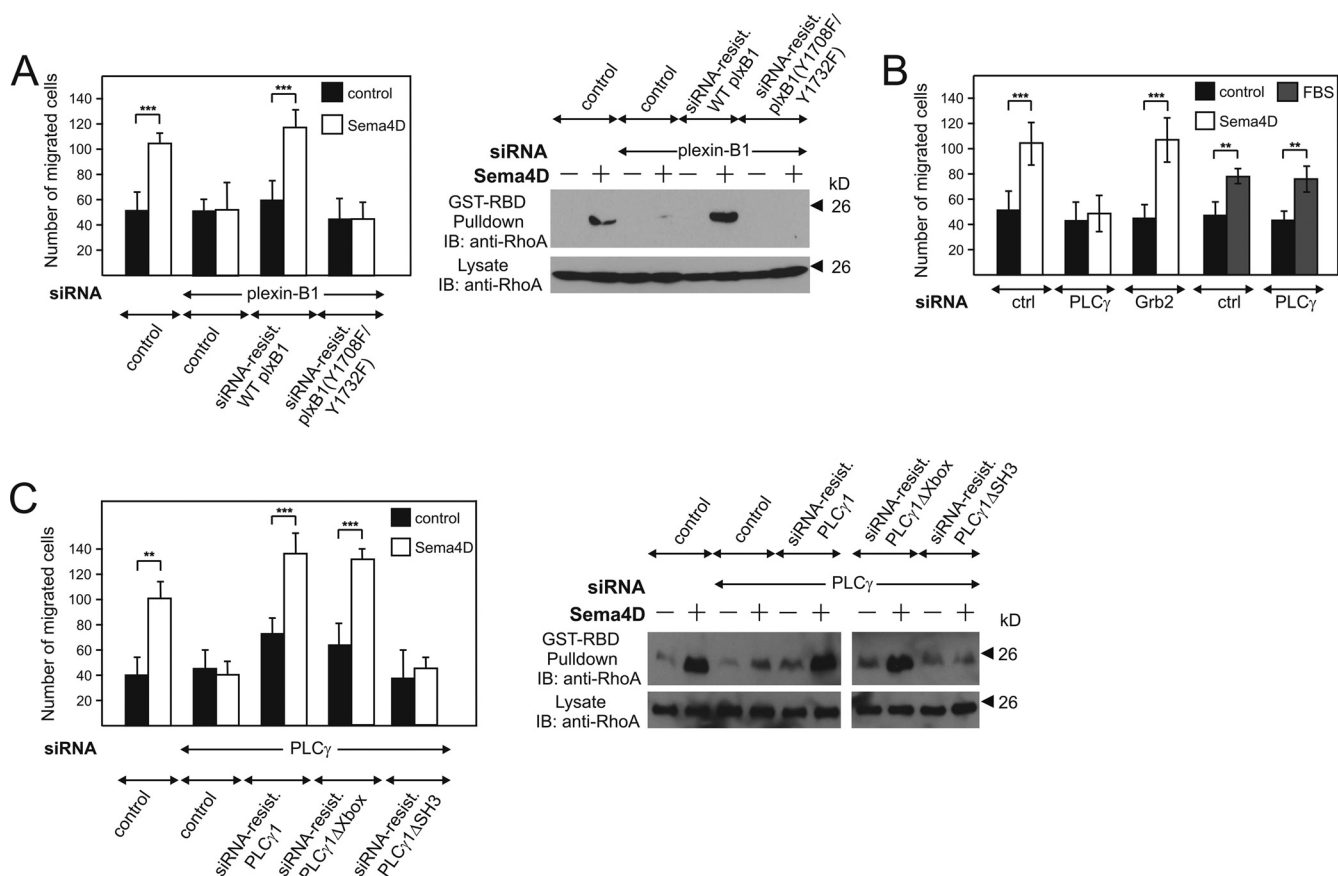 A
Number of migrated cells
140
120
100
80
60
40
20
***
***
control
Sema4D
siRNA
plexin-B1
control
control
siRNA-resist.
WT plxB1
siRNA-resist.
plxB1(Y1708F/
Y1732F)
control
control
siRNA-resist.
WT plxB1
siRNA-resist.
plxB1(Y1708F/
Y1732F)
siRNA
plexin-B1
Sema4D
— + — + — + — +
kD
GST-RBD
Pulldown
IB: anti-RhoA
26
Lysate
IB: anti-RhoA
26
B
Number of migrated cells
140
120
100
80
60
40
20
***
***
**
**
control
FBS
Sema4D
siRNA
ctrl
PLCγ
Grb2
ctrl
PLCγ
C
Number of migrated cells
140
120
100
80
60
40
20
**
***
***
control
Sema4D
siRNA
PLCγ
control
control
siRNA-resist.
PLCγ1
siRNA-resist.
PLCγ1ΔXbox
siRNA-resist.
PLCγ1ΔSH3
control
control
siRNA-resist.
PLCγ1
siRNA-resist.
PLCγ1ΔXbox
siRNA-resist.
PLCγ1ΔSH3
siRNA
PLCγ
Sema4D
— + — + — + — + — +
kD
GST-RBD
Pulldown
IB: anti-RhoA
26
Lysate
IB: anti-RhoA
26